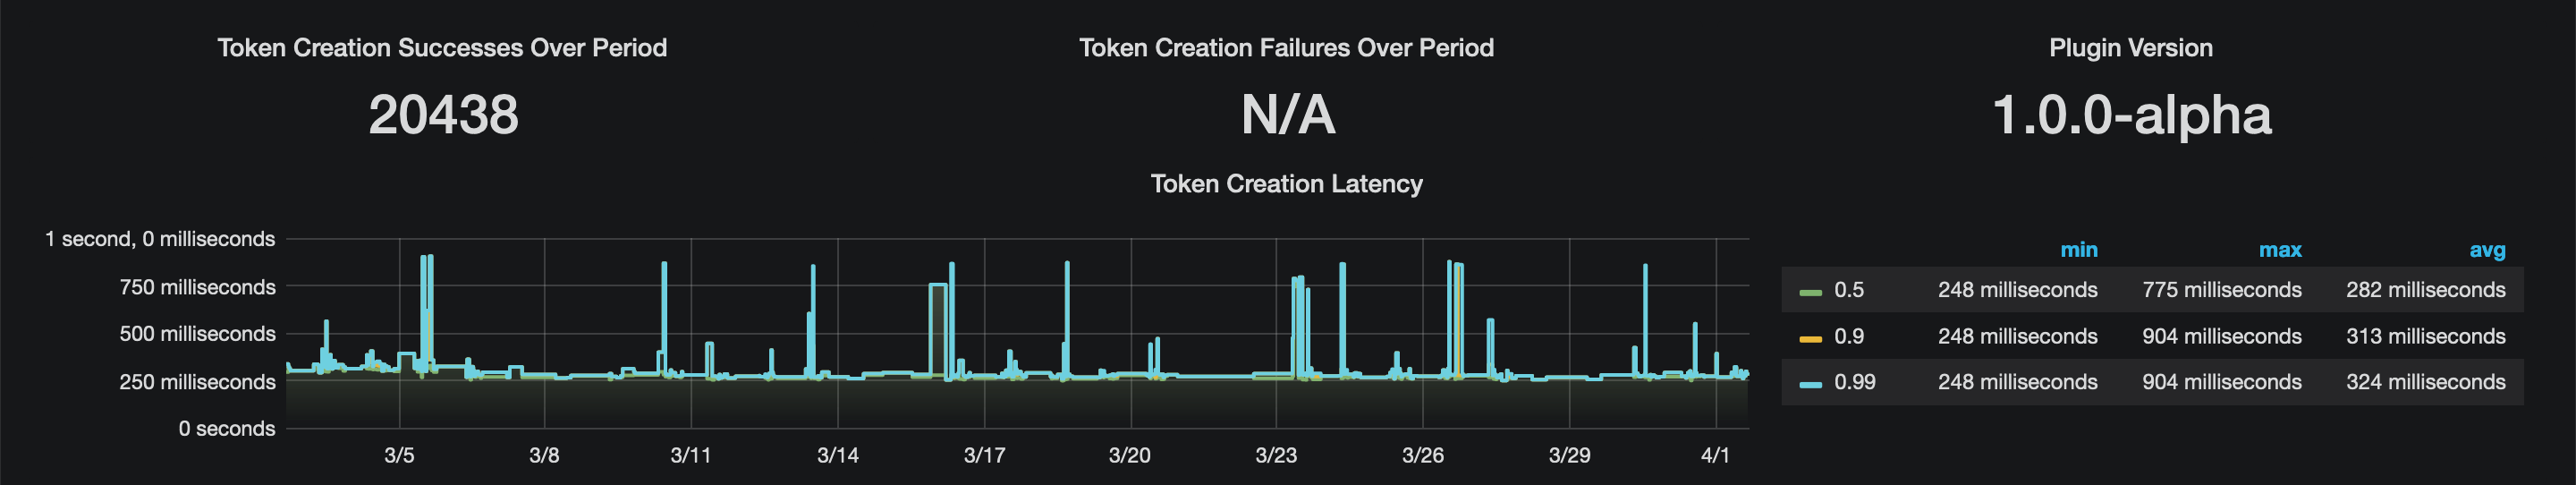 Token Creation Successes Over Period
20438
Token Creation Failures Over Period
N/A
Plugin Version
1.0.0-alpha
Token Creation Latency
1 second, 0 milliseconds
750 milliseconds
500 milliseconds
250 milliseconds
0 seconds
3/5 3/8 3/11 3/14 3/17 3/20 3/23 3/26 3/29 4/1
min max avg
0.5 248 milliseconds 775 milliseconds 282 milliseconds
0.9 248 milliseconds 904 milliseconds 313 milliseconds
0.99 248 milliseconds 904 milliseconds 324 milliseconds